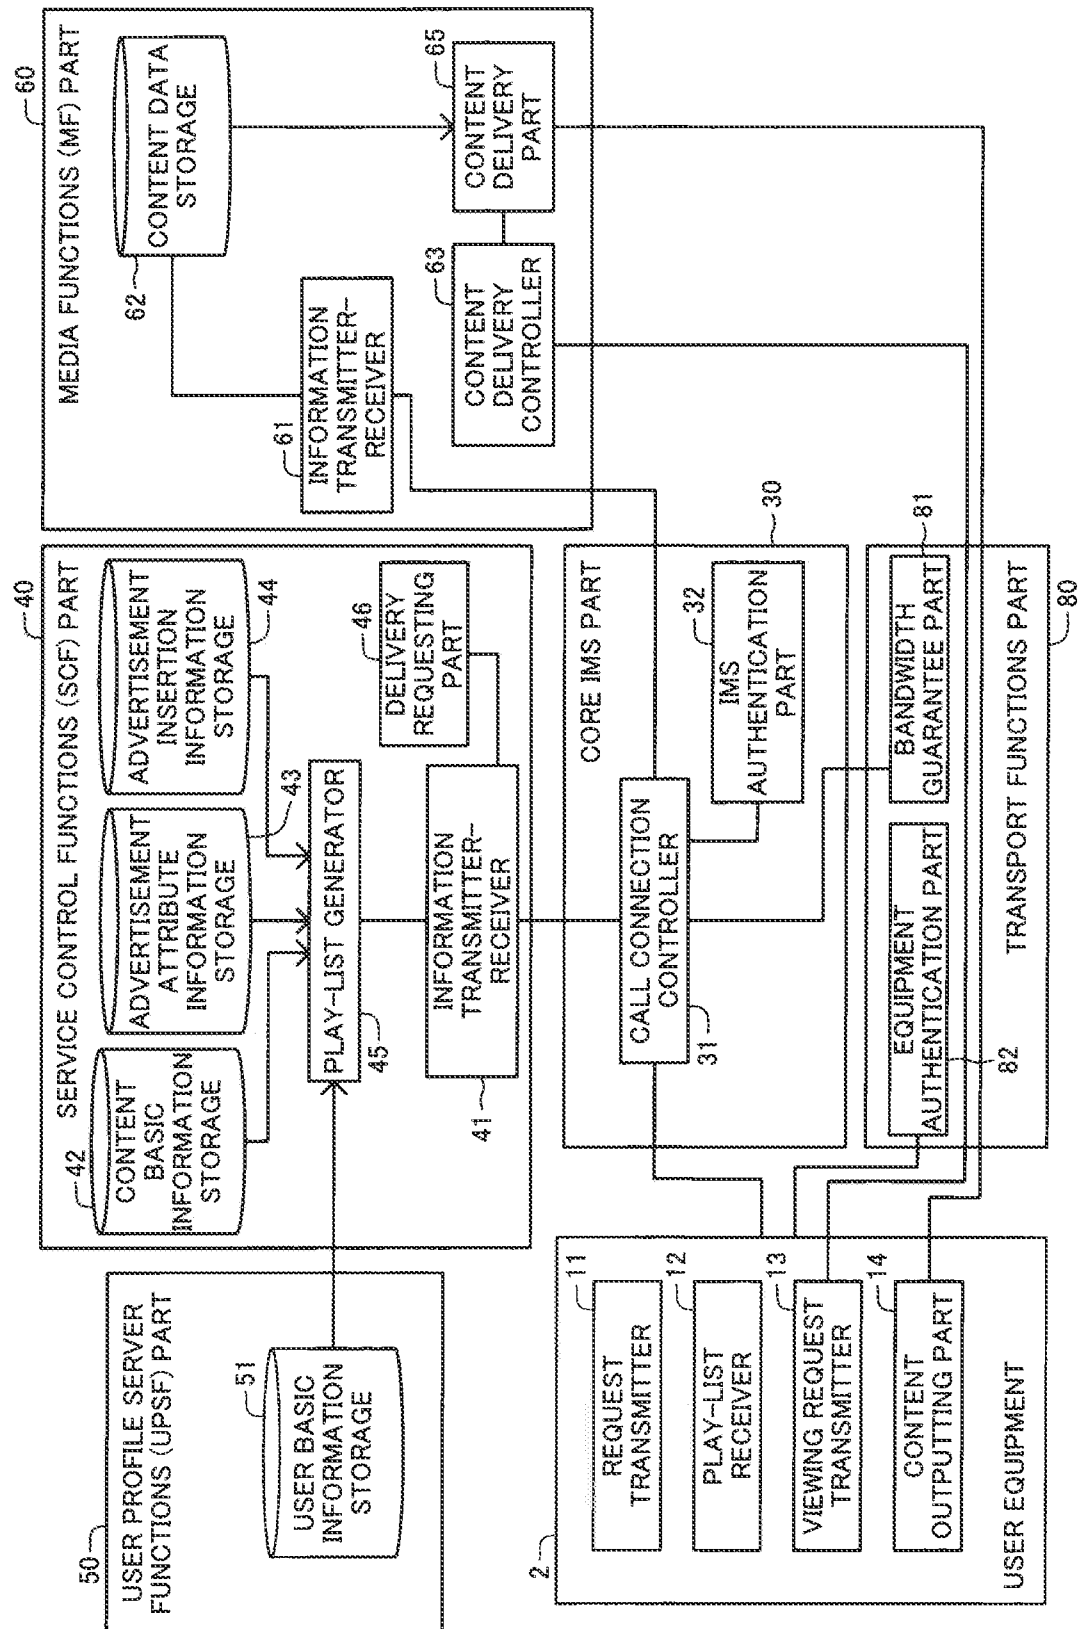 50
USER PROFILE SERVER
FUNCTIONS (UPSF) PART
51
USER BASIC
INFORMATION
STORAGE
40
SERVICE CONTROL FUNCTIONS (SCF) PART
42
CONTENT
BASIC
INFORMATION
STORAGE
ADVERTISEMENT
ATTRIBUTE
INFORMATION
STORAGE
43
ADVERTISEMENT
INSERTION
INFORMATION
STORAGE
44
PLAY-LIST GENERATOR
45
46
DELIVERY
REQUESTING
PART
INFORMATION
TRANSMITTER-
RECEIVER
41
60
MEDIA FUNCTIONS (MF) PART
CONTENT DATA
STORAGE
62
61
INFORMATION
TRANSMITTER-
RECEIVER
63
CONTENT
DELIVERY
CONTROLLER
65
CONTENT
DELIVERY
PART
CORE IMS PART
30
CALL CONNECTION
CONTROLLER
31
32
IMS
AUTHENTICATION
PART
2
11
REQUEST
TRANSMITTER
12
PLAY-LIST
RECEIVER
13
VIEWING REQUEST
TRANSMITTER
14
CONTENT
OUTPUTING PART
USER EQUIPMENT
EQUIPMENT
AUTHENTICATION PART
82
BANDWIDTH
GUARANTEE PART
81
TRANSPORT FUNCTIONS PART
80